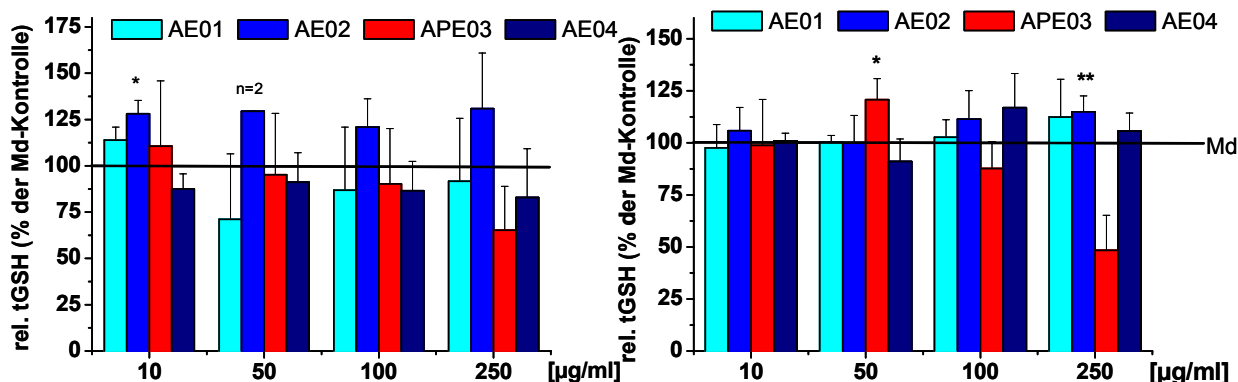 rel. tGSH (% der Md-Kontrolle)
175
150
125
100
75
50
25
0
AE01 AE02 APE03 AE04
*
n=2
10 50 100 250 [µg/ml]
rel. tGSH (% der Md-Kontrolle)
150
125
100
75
50
25
0
AE01 AE02 APE03 AE04
*
**
Md
10 50 100 250 [µg/ml]